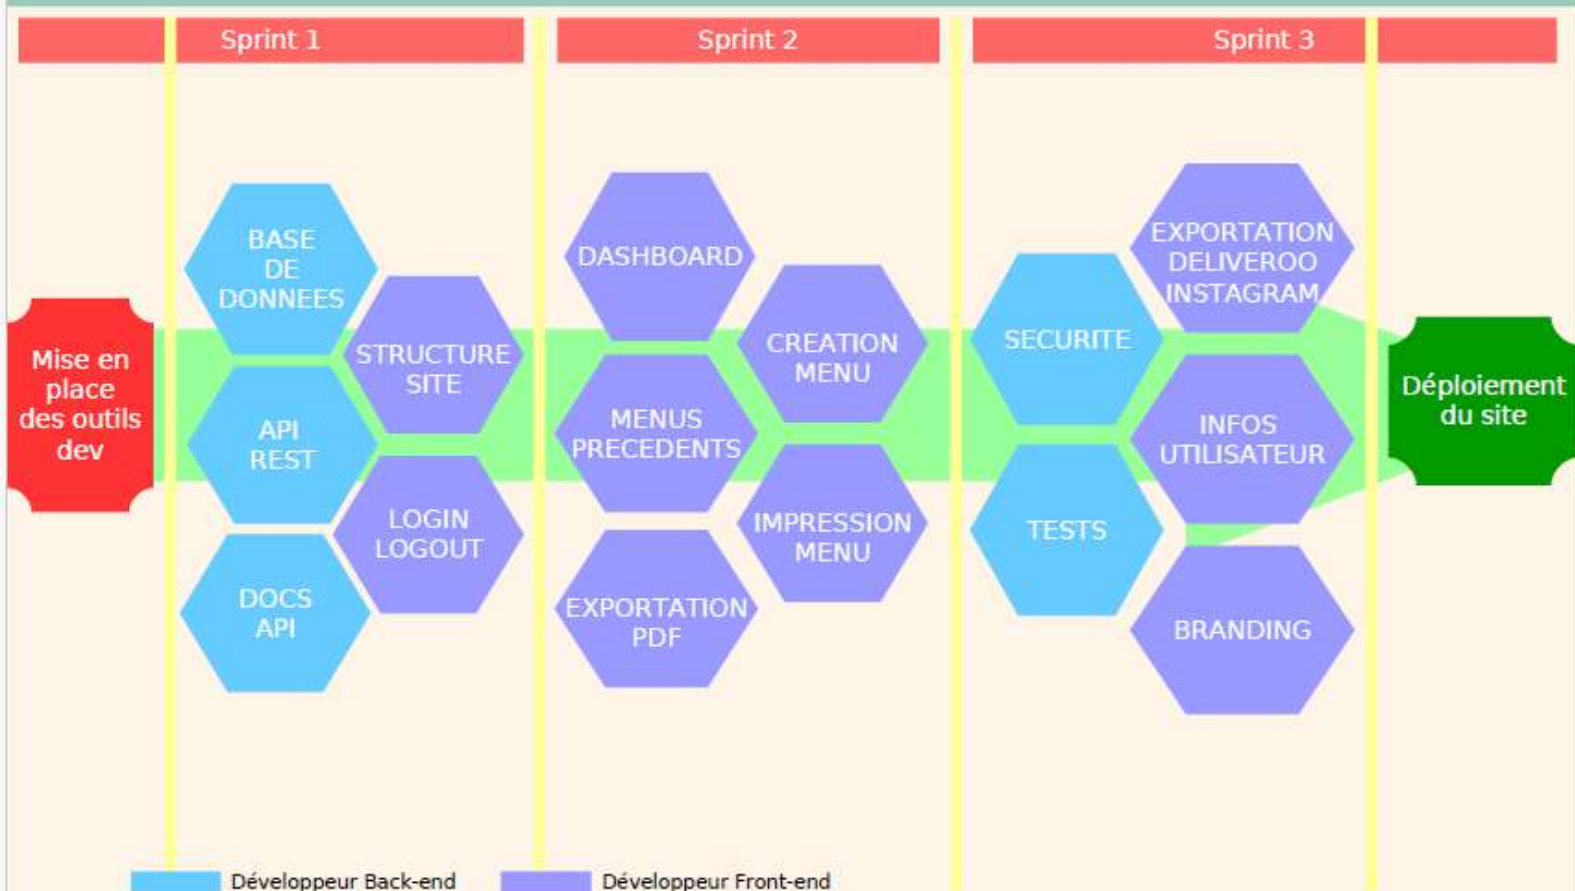 Sprint 1
Sprint 2
Sprint 3
Mise en
place
des outils
dev
BASE
DE
DONNEES
API
REST
DOCS
API
STRUCTURE
SITE
LOGIN
LOGOUT
DASHBOARD
MENUS
PRECEDENTS
EXPORTATION
PDF
CREATION
MENU
IMPRESSION
MENU
SECURITE
TESTS
EXPORTATION
DELIVEROO
INSTAGRAM
INFOS
UTILISATEUR
BRANDING
Déploiement
du site
Développeur Back-end
Développeur Front-end